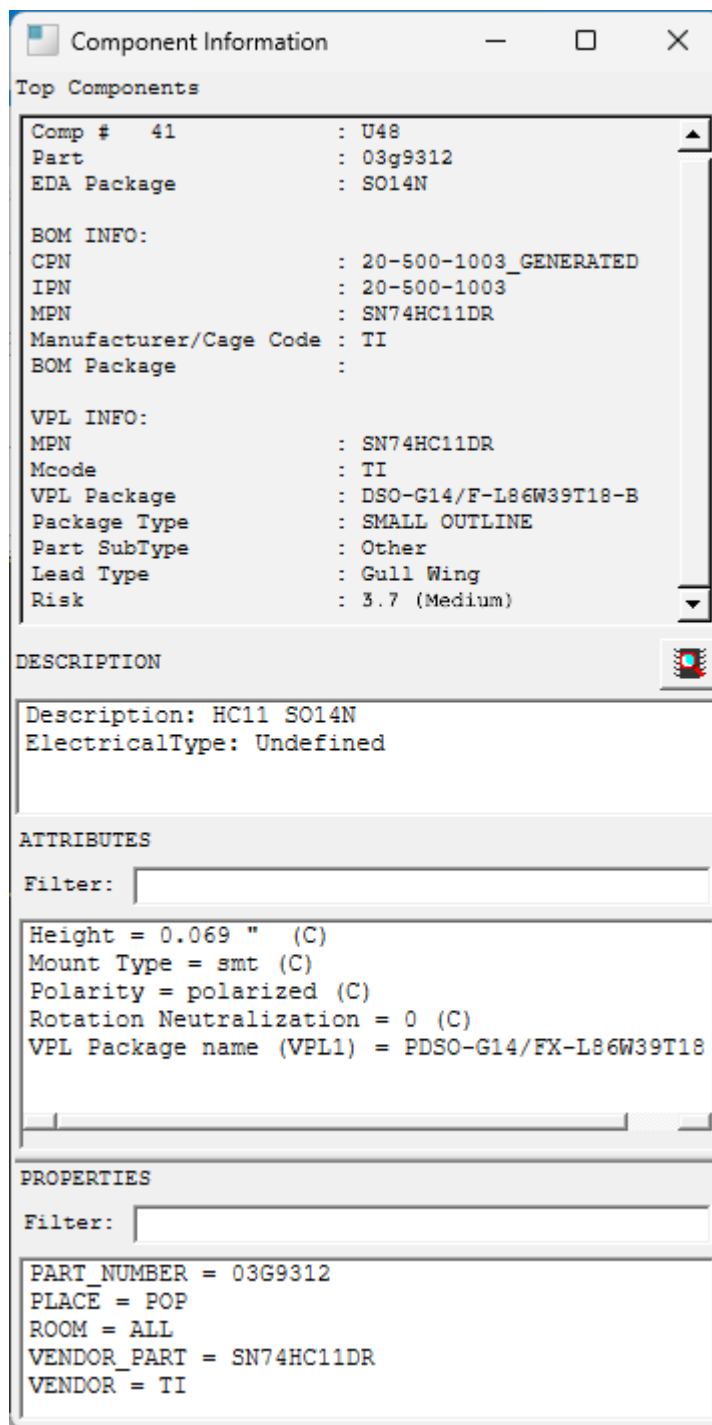 Component Information
Top Components
Comp #   41              : U48
Part                     : 03g9312
EDA Package              : SO14N
BOM INFO:
CPN                      : 20-500-1003_GENERATED
IPN                      : 20-500-1003
MPN                      : SN74HC11DR
Manufacturer/Cage Code : TI
BOM Package              :
VPL INFO:
MPN                      : SN74HC11DR
Mcode                    : TI
VPL Package              : DSO-G14/F-L86W39T18-B
Package Type             : SMALL OUTLINE
Part SubType             : Other
Lead Type                : Gull Wing
Risk                     : 3.7 (Medium)
DESCRIPTION
Description: HC11 SO14N
ElectricalType: Undefined
ATTRIBUTES
Filter:
Height = 0.069 "  (C)
Mount Type = smt (C)
Polarity = polarized (C)
Rotation Neutralization = 0 (C)
VPL Package name (VPL1) = PDSO-G14/FX-L86W39T18
PROPERTIES
Filter:
PART_NUMBER = 03G9312
PLACE = POP
ROOM = ALL
VENDOR_PART = SN74HC11DR
VENDOR = TI